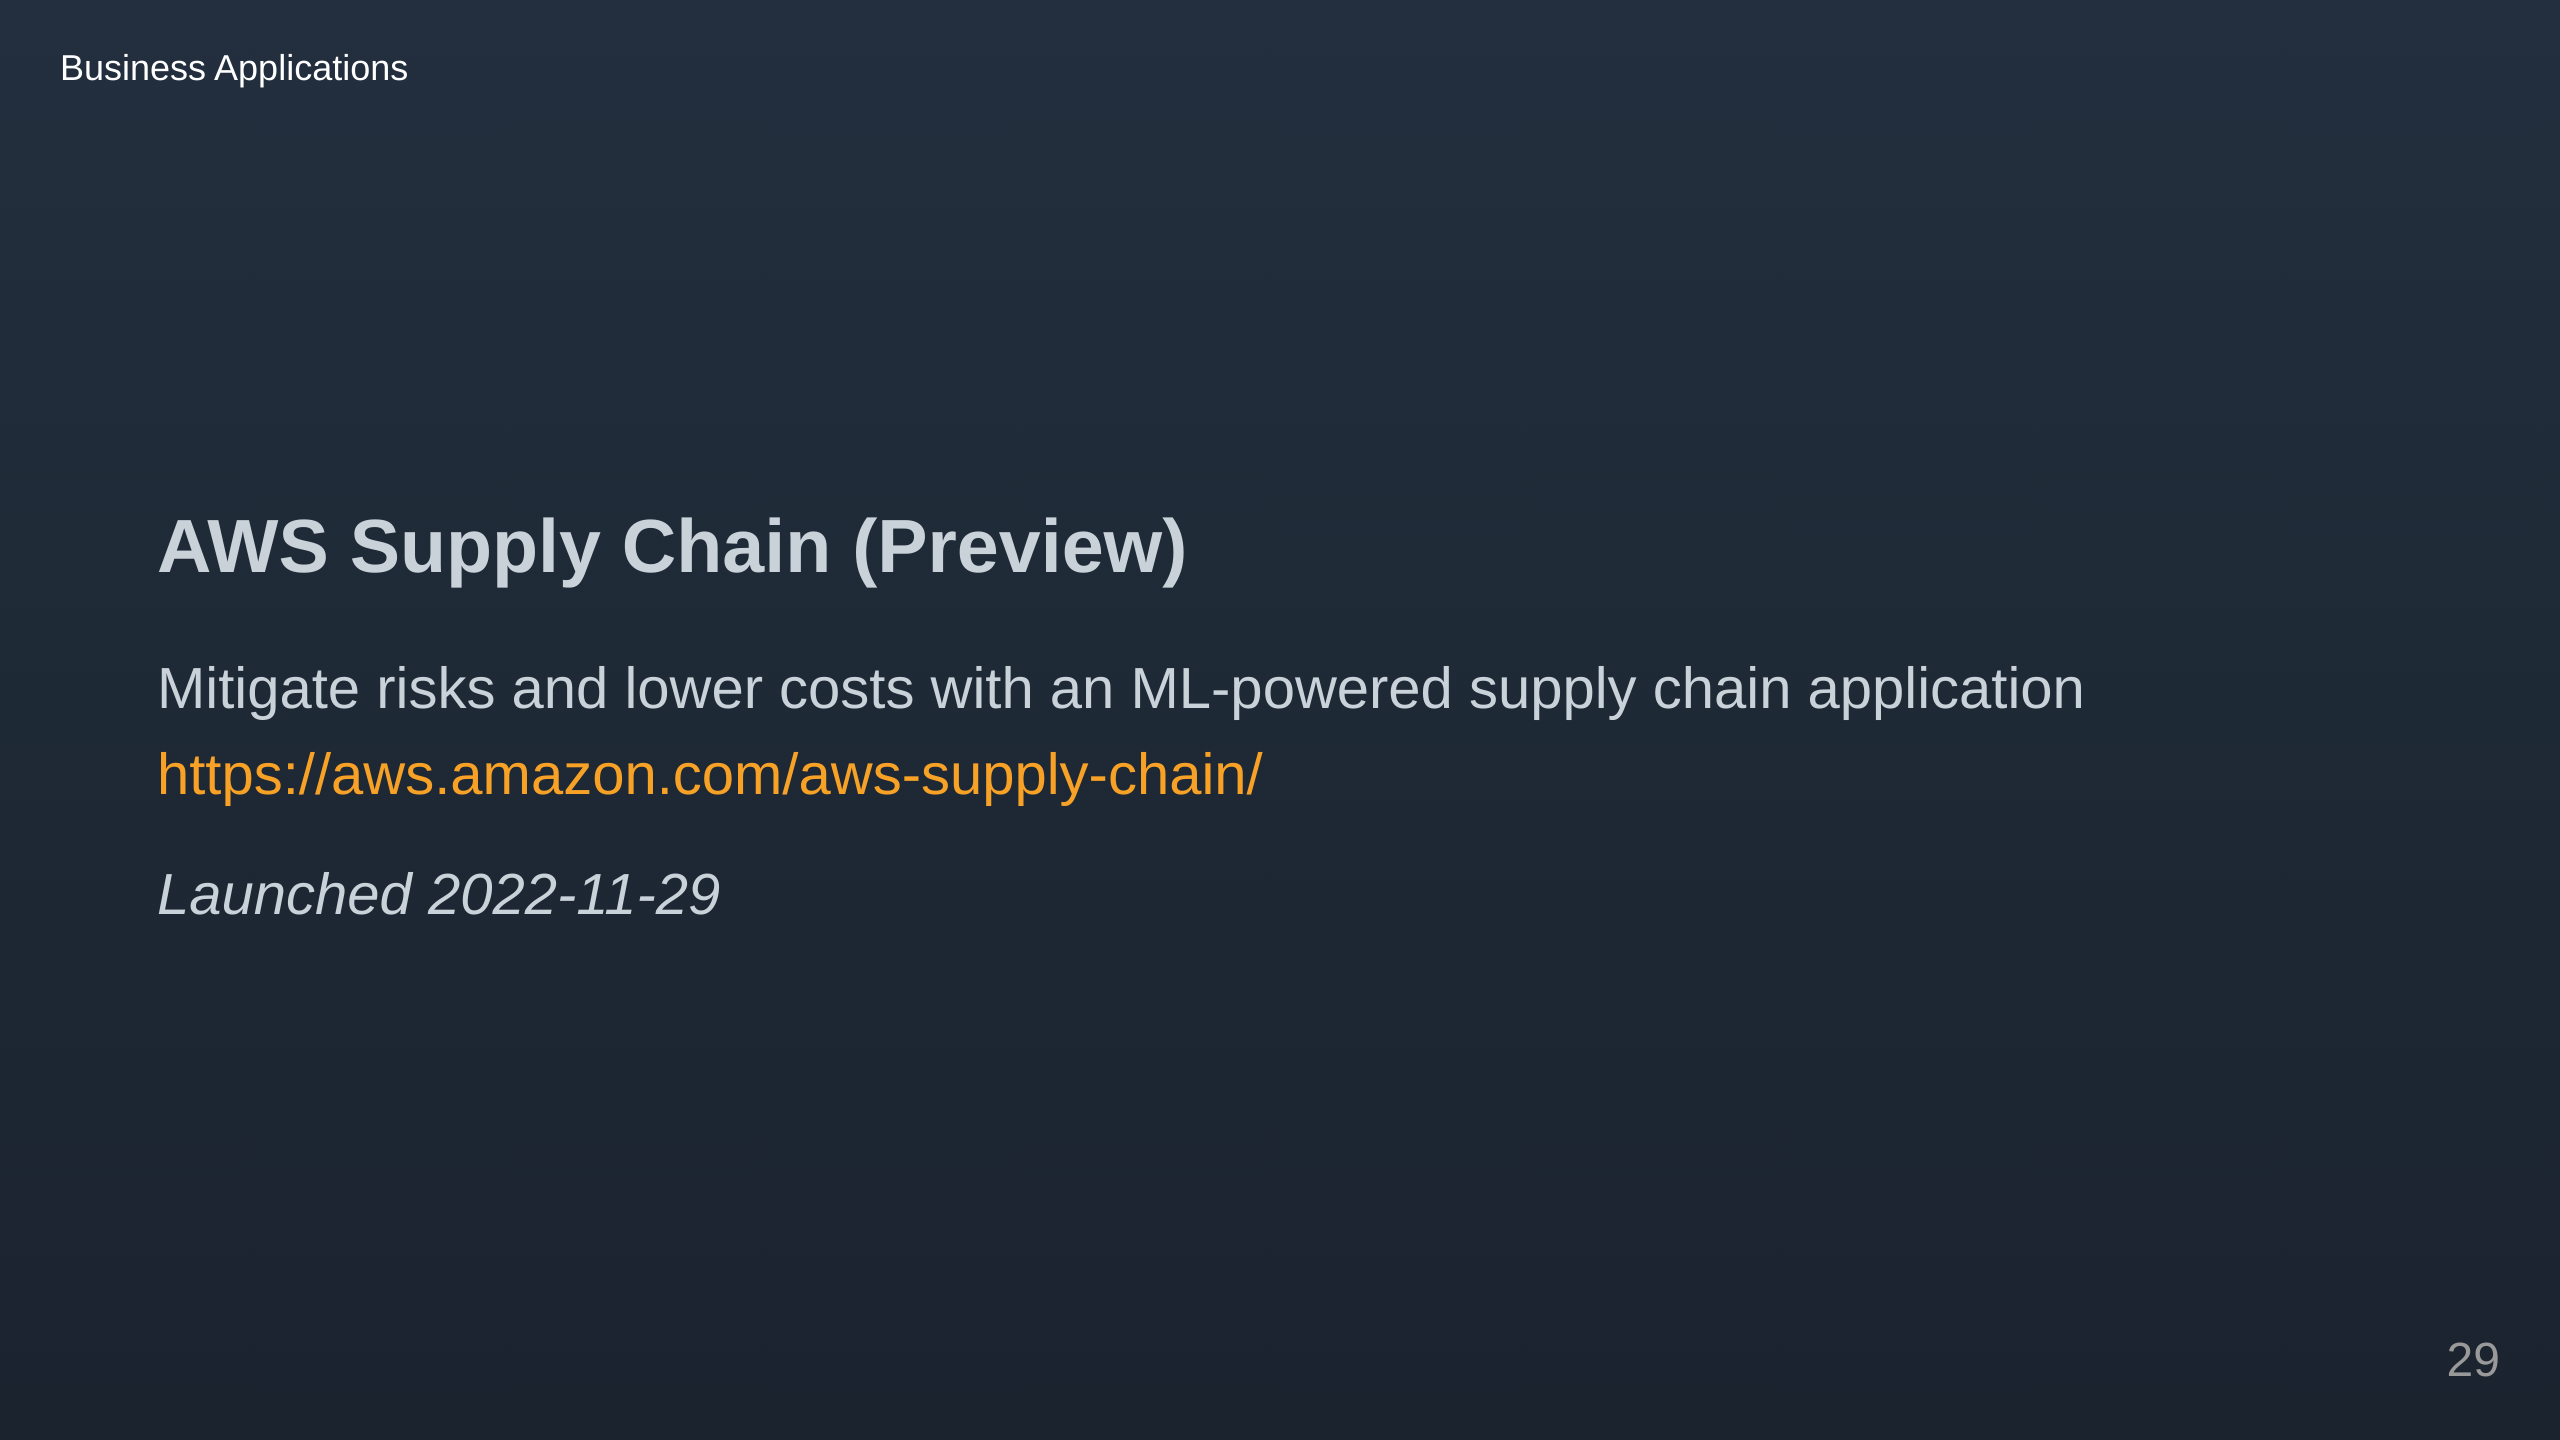 Business Applications
AWS Supply Chain (Preview)
Mitigate risks and lower costs with an ML-powered supply chain application
https://aws.amazon.com/aws-supply-chain/
Launched 2022-11-29
29